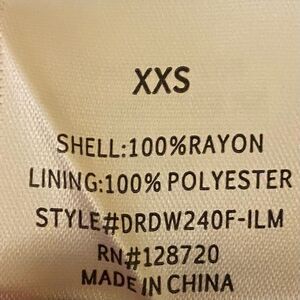 XXS
SHELL:100%RAYON
LINING:100% POLYESTER
STYLE#DRDW240F-ILM
RN#128720
MADE IN CHINA